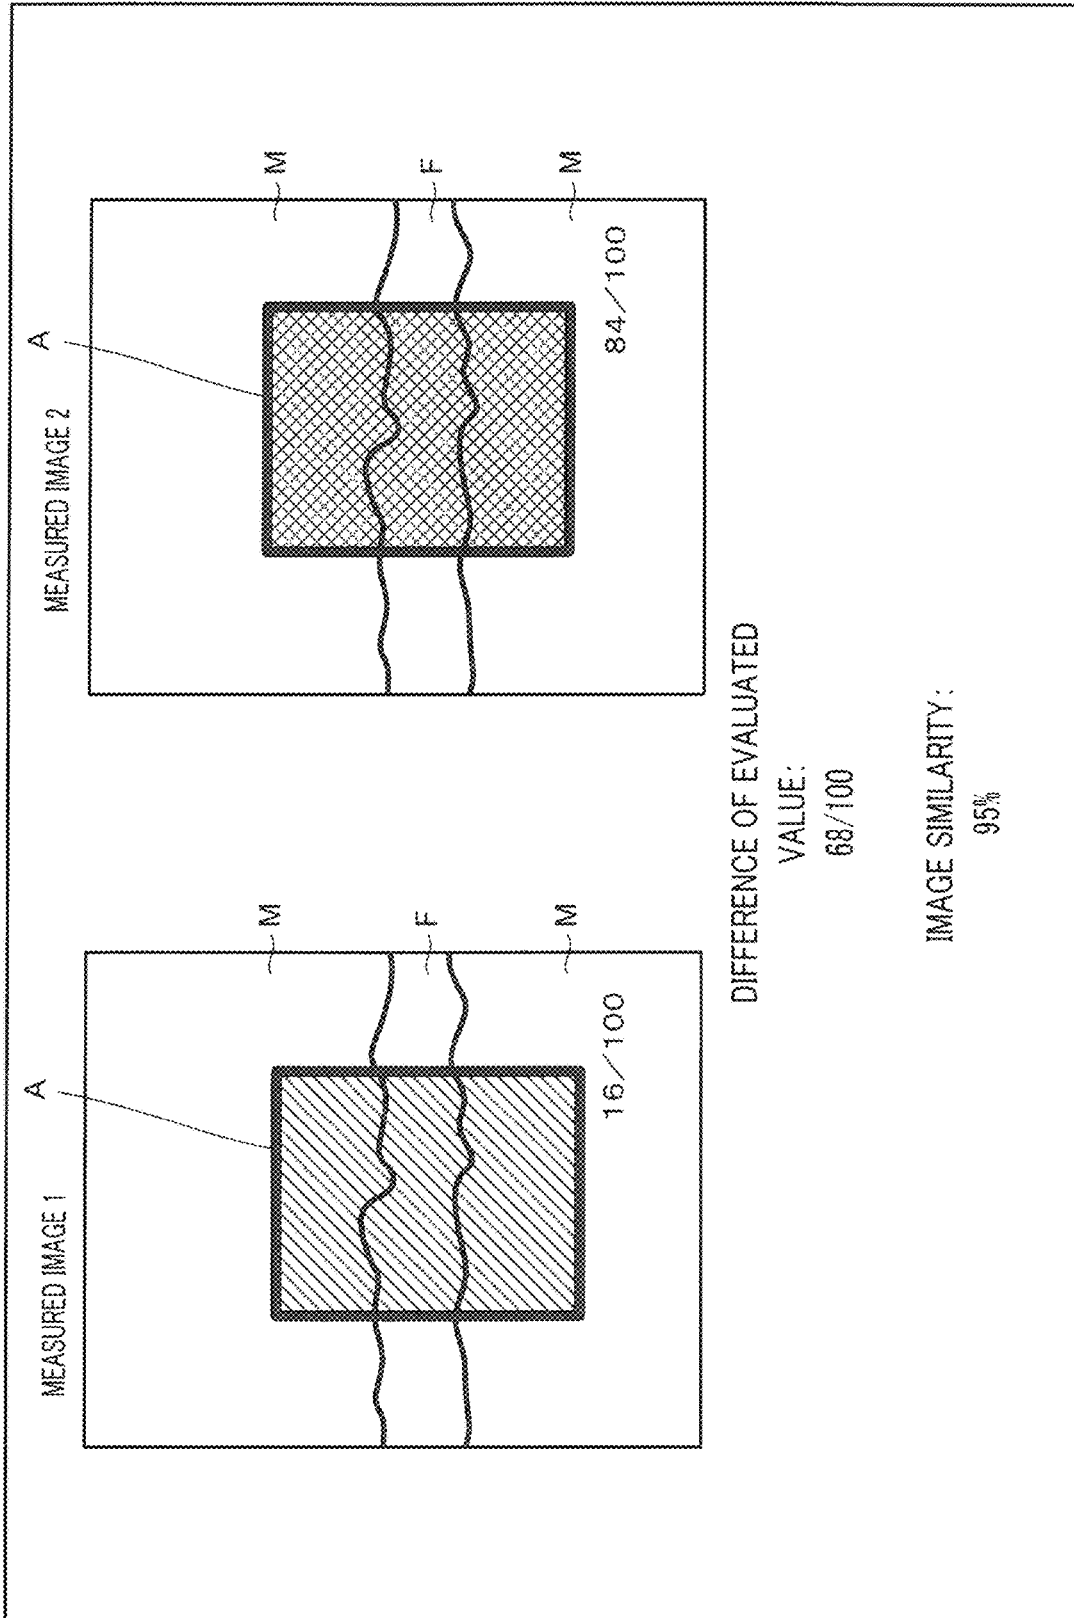 MEASURED IMAGE 1
A
M
F
M
16/100
MEASURED IMAGE 2
A
M
F
M
84/100
DIFFERENCE OF EVALUATED
VALUE:
68/100
IMAGE SIMILARITY:
95%